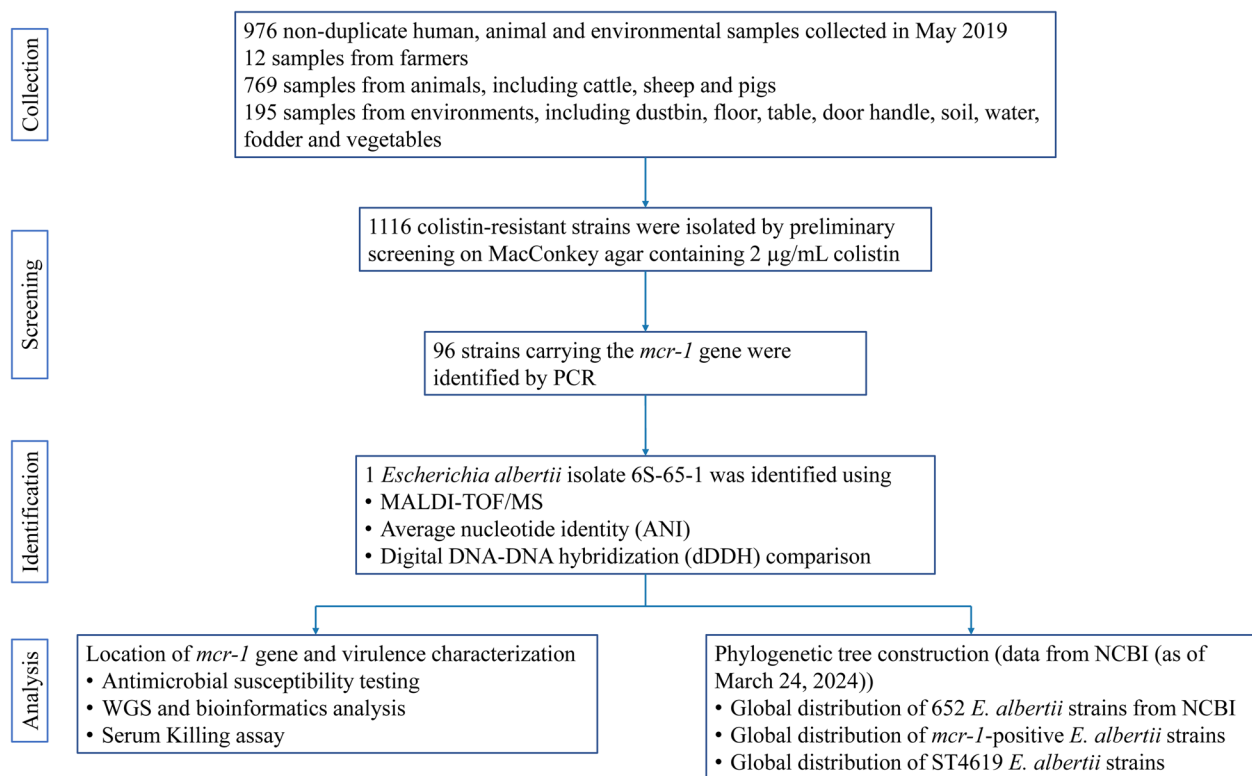 Collection
976 non-duplicate human, animal and environmental samples collected in May 2019
12 samples from farmers
769 samples from animals, including cattle, sheep and pigs
195 samples from environments, including dustbin, floor, table, door handle, soil, water,
fodder and vegetables
Screening
1116 colistin-resistant strains were isolated by preliminary
screening on MacConkey agar containing 2 μg/mL colistin
96 strains carrying the mcr-1 gene were
identified by PCR
Identification
1 Escherichia albertii isolate 6S-65-1 was identified using
• MALDI-TOF/MS
• Average nucleotide identity (ANI)
• Digital DNA-DNA hybridization (dDDH) comparison
Analysis
Location of mcr-1 gene and virulence characterization
• Antimicrobial susceptibility testing
• WGS and bioinformatics analysis
• Serum Killing assay
Phylogenetic tree construction (data from NCBI (as of
March 24, 2024))
• Global distribution of 652 E. albertii strains from NCBI
• Global distribution of mcr-1-positive E. albertii strains
• Global distribution of ST4619 E. albertii strains